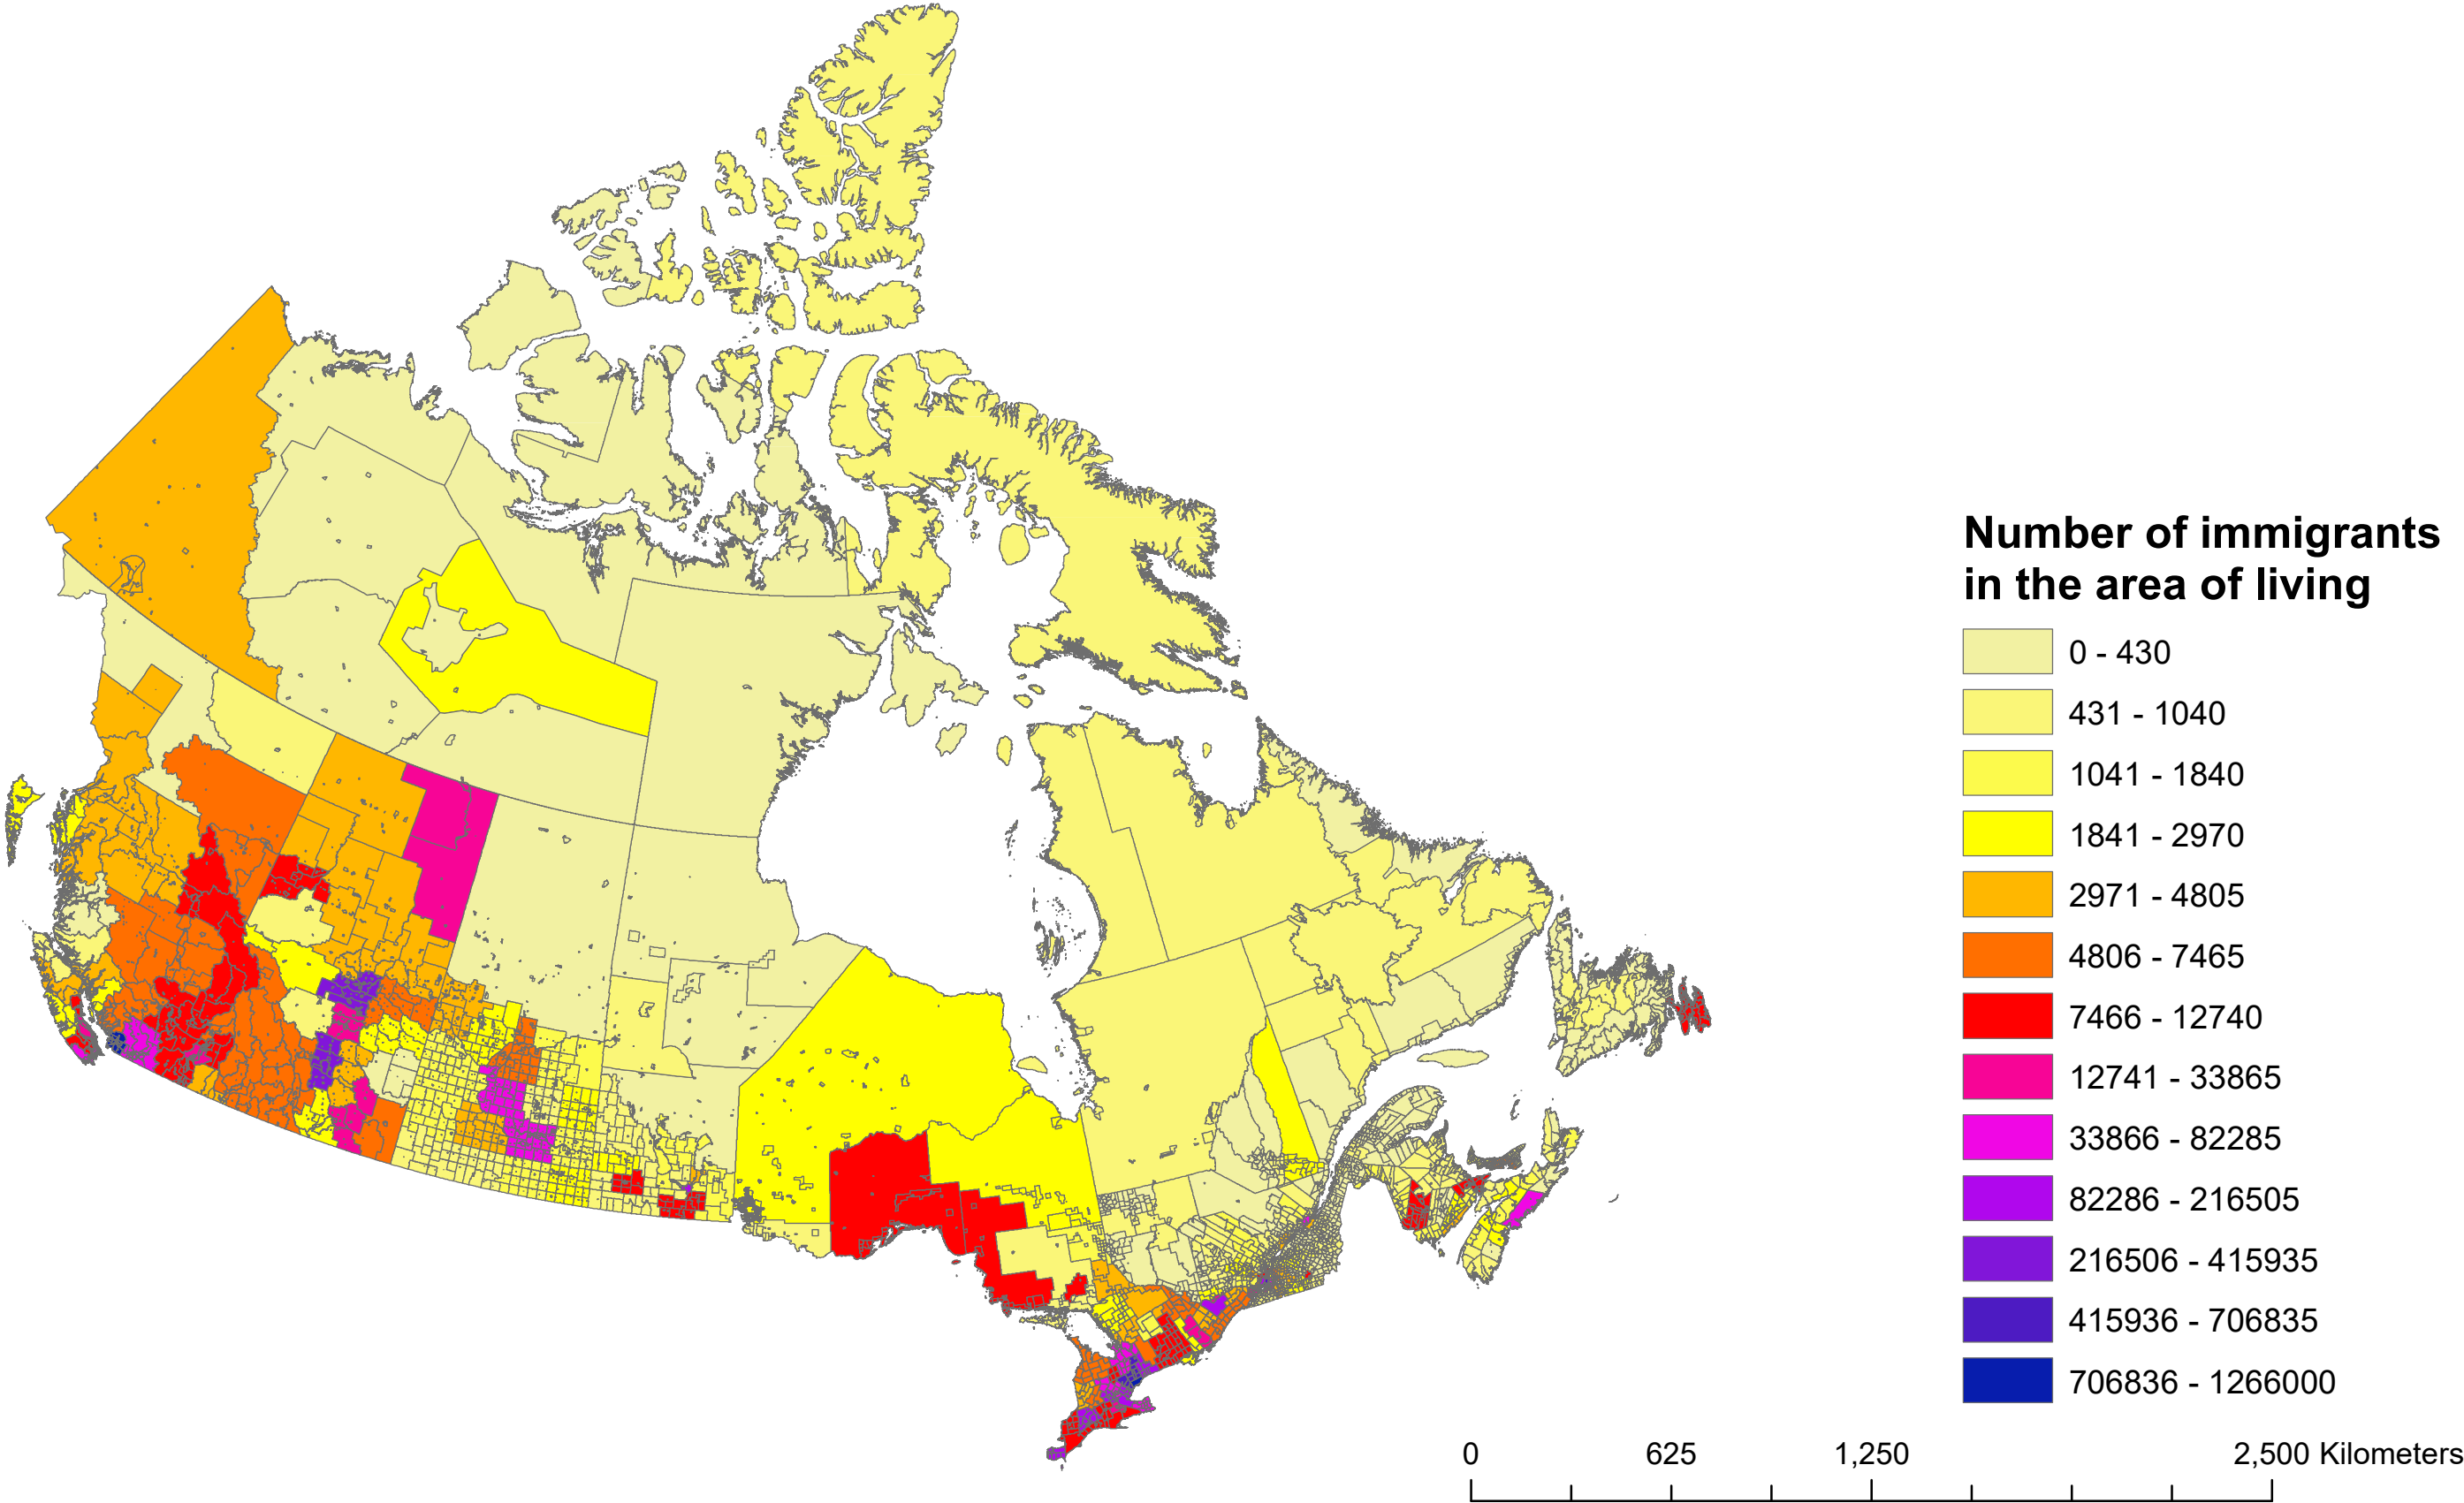 Number of immigrants
in the area of living
0 - 430
431 - 1040
1041 - 1840
1841 - 2970
2971 - 4805
4806 - 7465
7466 - 12740
12741 - 33865
33866 - 82285
82286 - 216505
216506 - 415935
415936 - 706835
706836 - 1266000
0 625 1,250 2,500 Kilometers